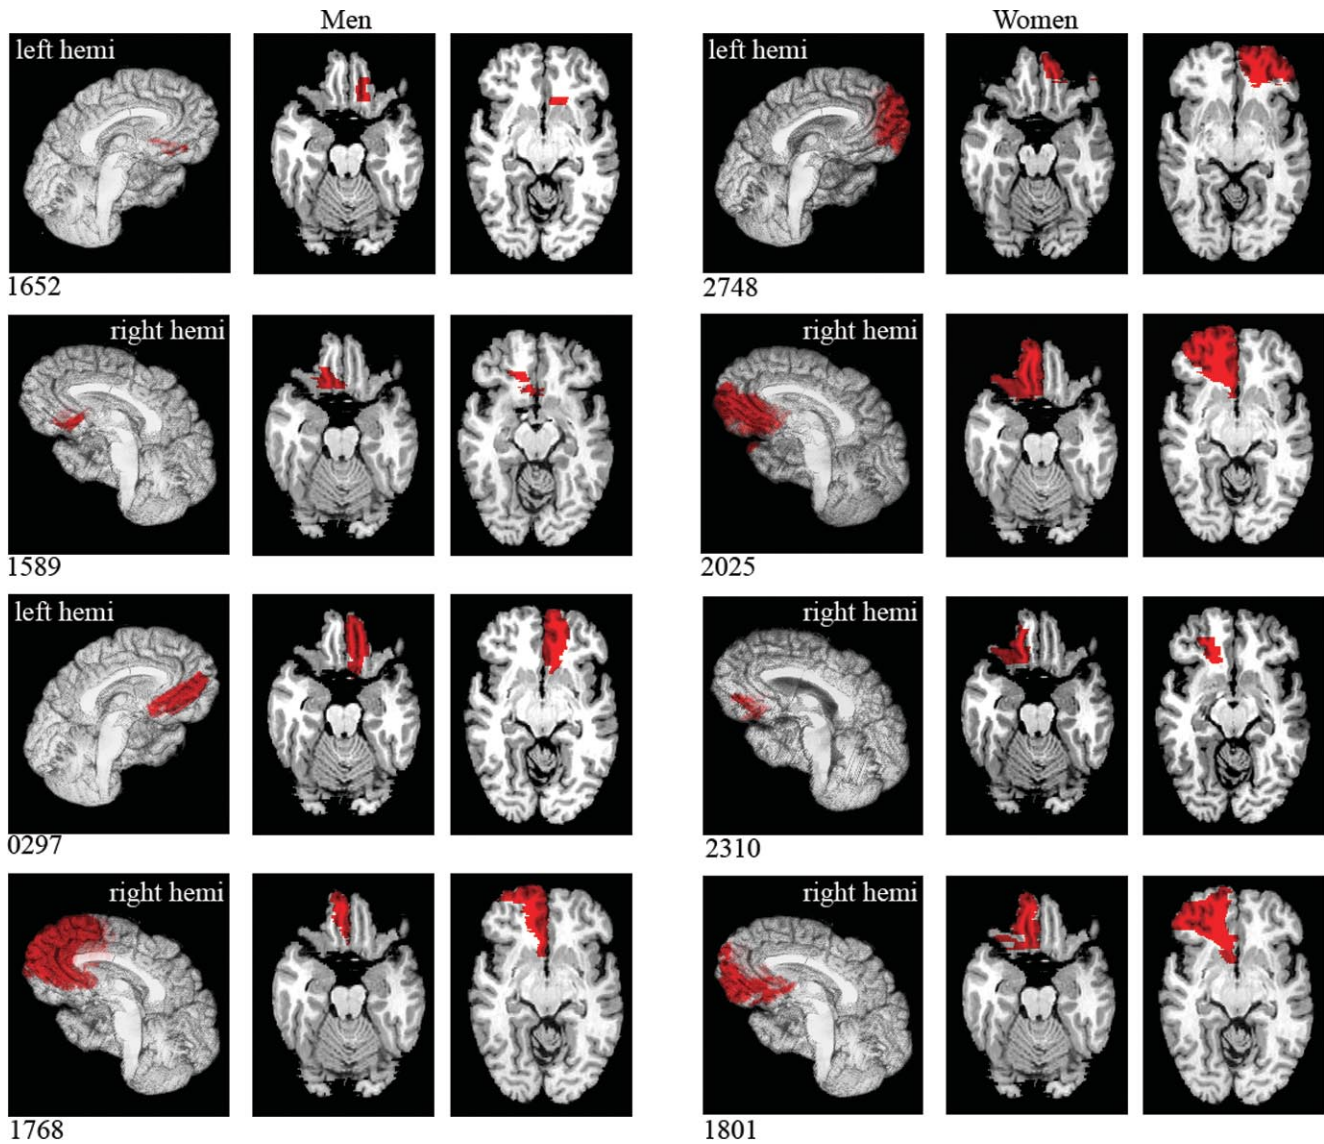 Men
Women
left hemi
left hemi
1652
2748
right hemi
right hemi
1589
2025
left hemi
right hemi
0297
2310
right hemi
right hemi
1768
1801